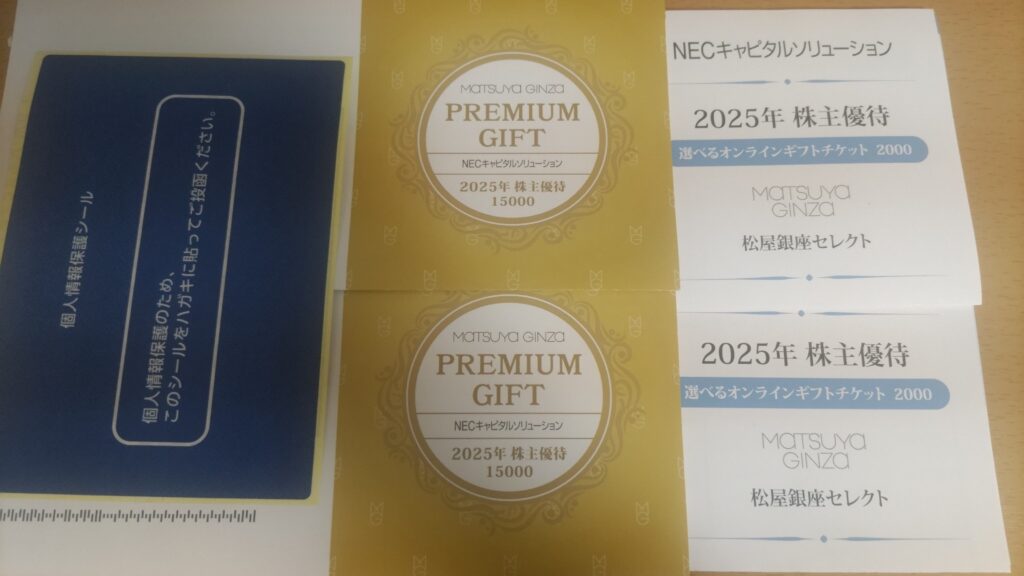 個人情報保護シール
個人情報保護のため、
このシールをハガキに貼ってご投函ください。
MATSUYA GINZA
PREMIUM
GIFT
NECキャピタルソリューション
2025年 株主優待
15000
MATSUYA GINZA
PREMIUM
GIFT
NECキャピタルソリューション
2025年 株主優待
15000
NECキャピタルソリューション
2025年 株主優待
選べるオンラインギフトチケット 2000
MATSUYA
GINZA
松屋銀座セレクト
2025年 株主優待
選べるオンラインギフトチケット 2000
MATSUYA
GINZA
松屋銀座セレクト